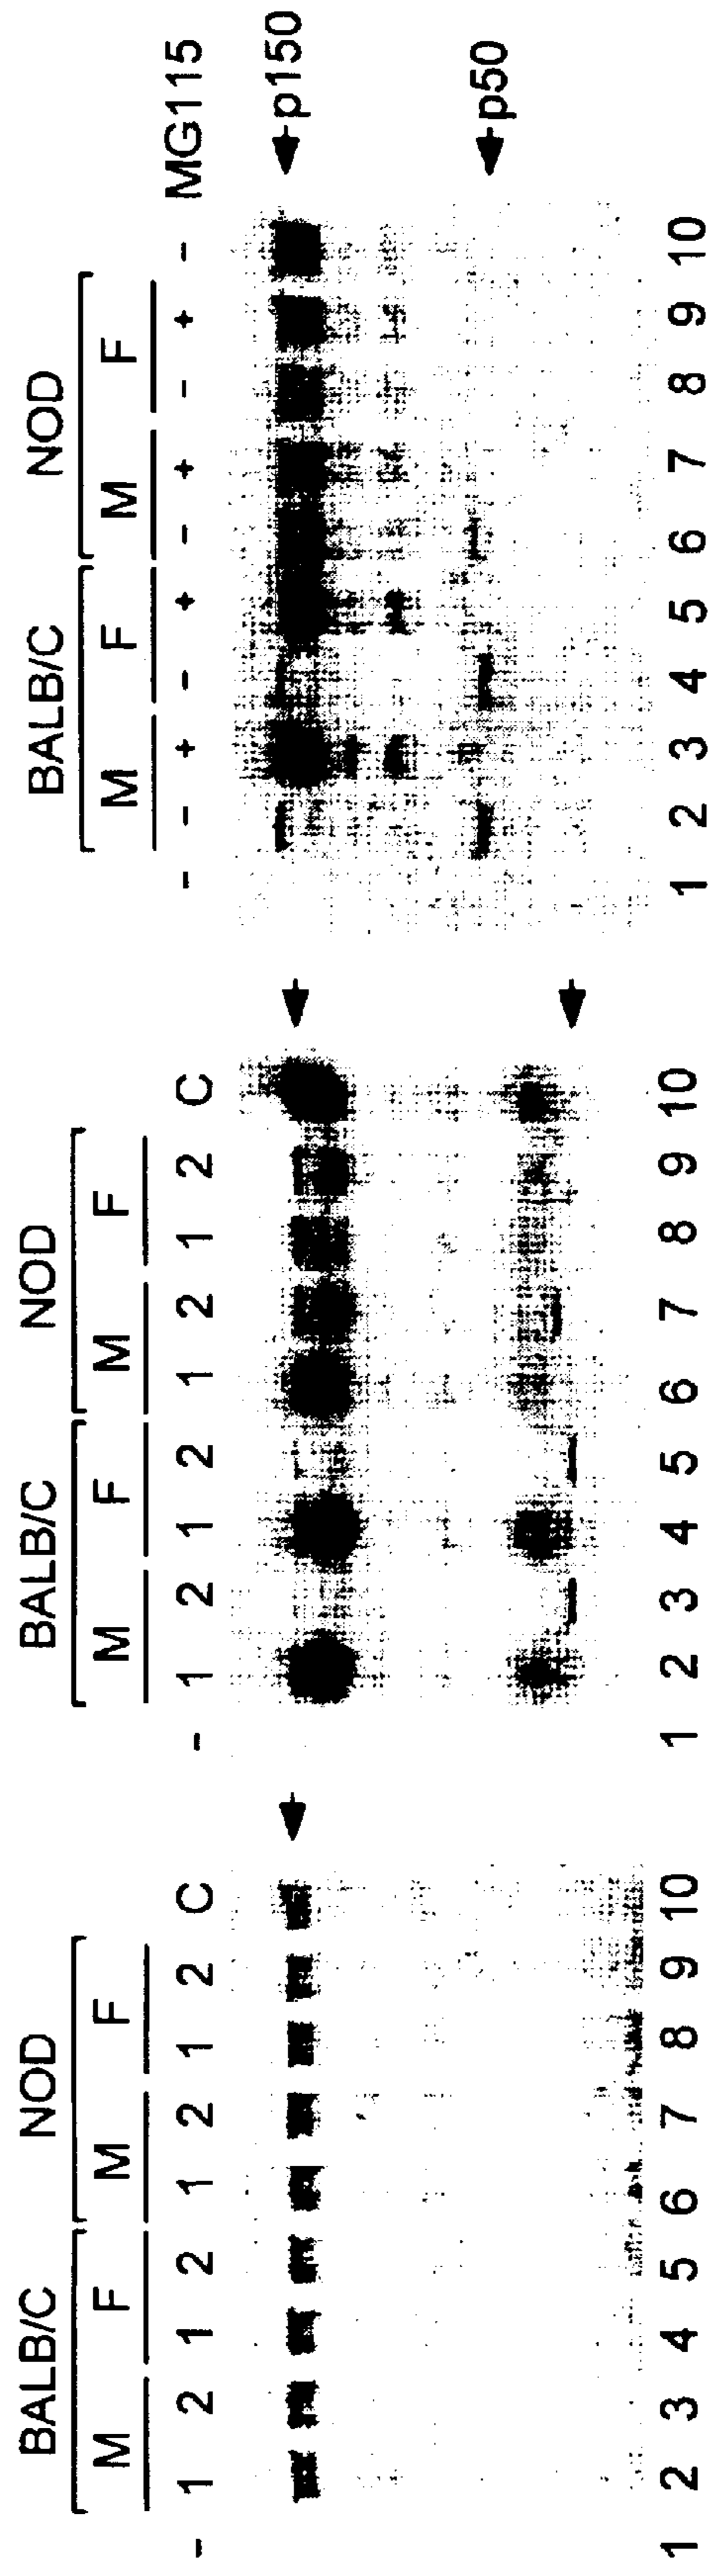 BALB/C NOD BALB/C NOD BALB/C NOD
M F M F M F M F M F M F
- 1 2 1 2 1 2 1 2 C - 1 2 1 2 1 2 1 2 C - - + - + - + - + - MG115
p150
p50
1 2 3 4 5 6 7 8 9 10 1 2 3 4 5 6 7 8 9 10 1 2 3 4 5 6 7 8 9 10